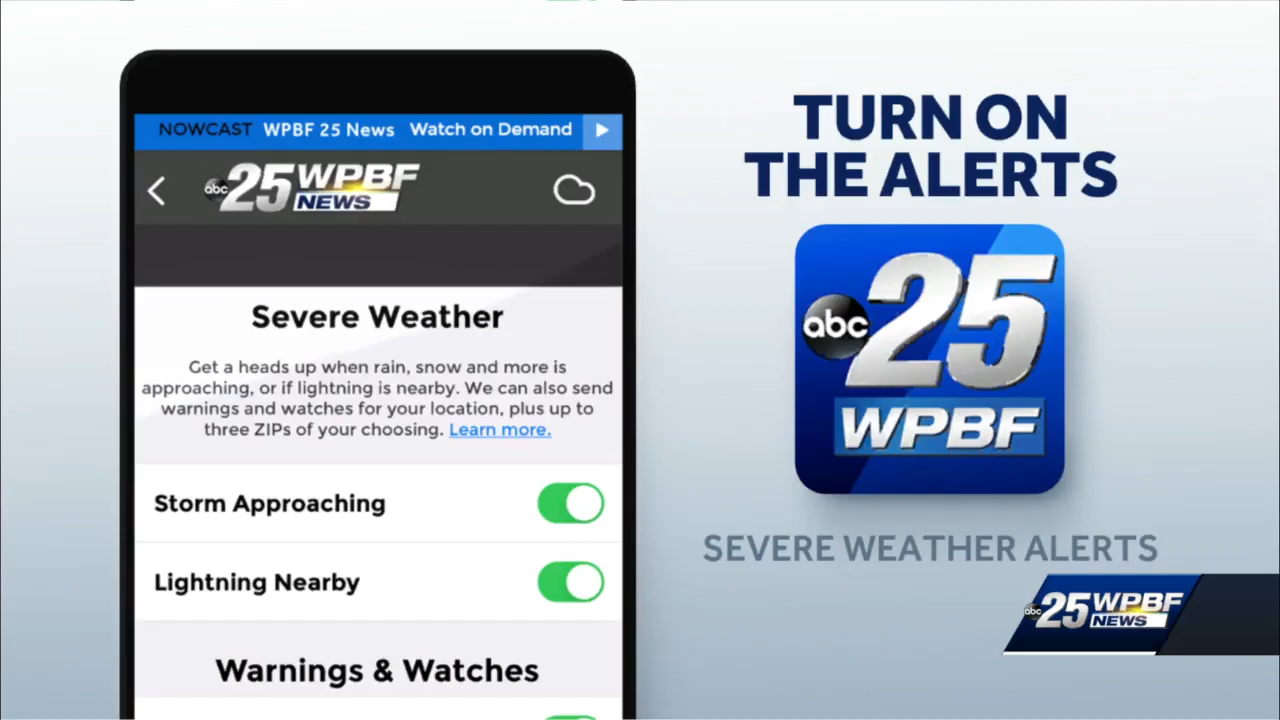 NOWCAST WPBF 25 News Watch on Demand
abc 25 WPBF
NEWS
Severe Weather
Get a heads up when rain, snow and more is
approaching, or if lightning is nearby. We can also send
warnings and watches for your location, plus up to
three ZIPs of your choosing. Learn more.
Storm Approaching
Lightning Nearby
Warnings & Watches
TURN ON
THE ALERTS
abc 25
WPBF
SEVERE WEATHER ALERTS
abc 25 WPBF
NEWS